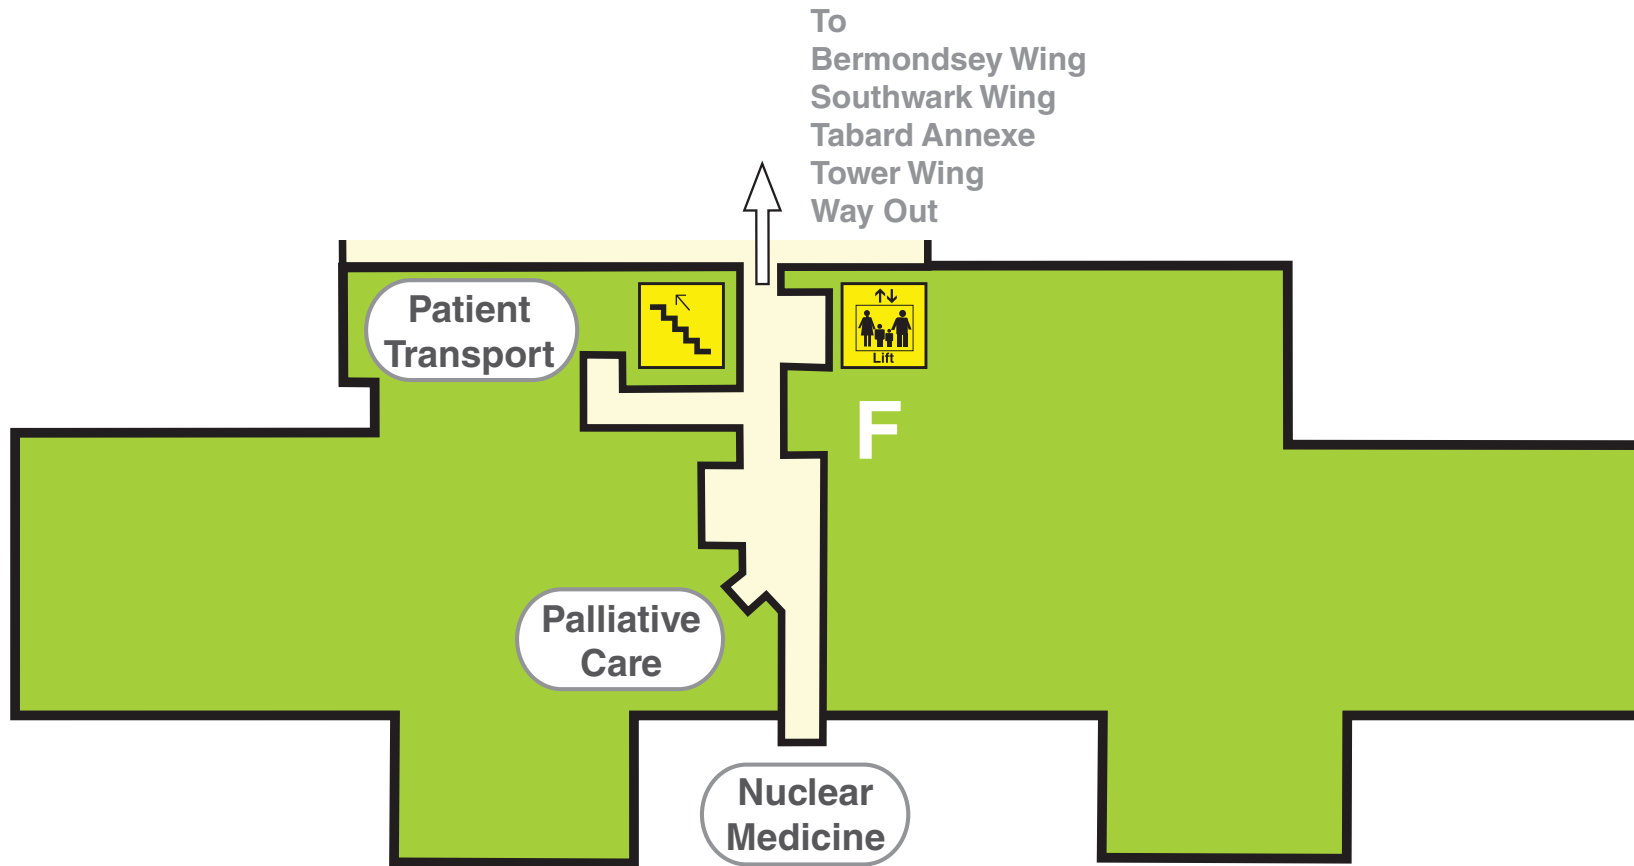 To
Bermondsey Wing
Southwark Wing
Tabard Annexe
Tower Wing
Way Out
Patient
Transport
Lift
F
Palliative
Care
Nuclear
Medicine